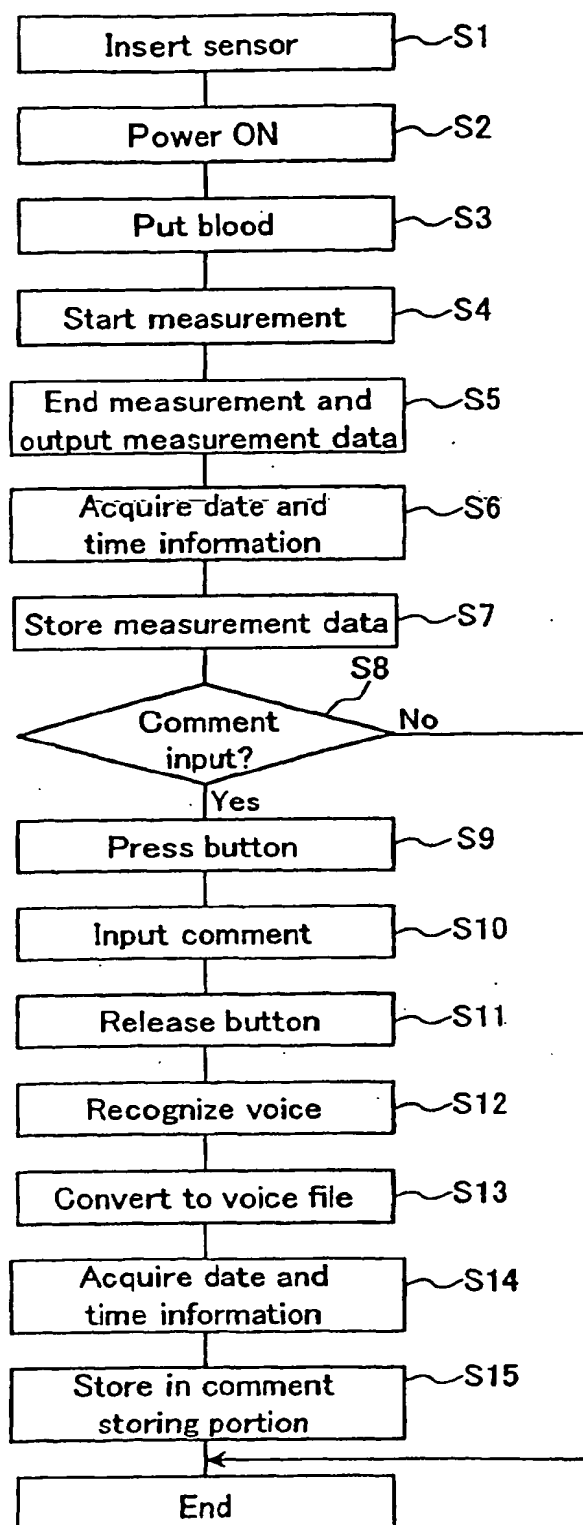 Insert sensor
S1
Power ON
S2
Put blood
S3
Start measurement
S4
End measurement and
output measurement data
S5
Acquire date and
time information
S6
Store measurement data
S7
S8
Comment
input?
No
Yes
Press button
S9
Input comment
S10
Release button
S11
Recognize voice
S12
Convert to voice file
S13
Acquire date and
time information
S14
Store in comment
storing portion
S15
End